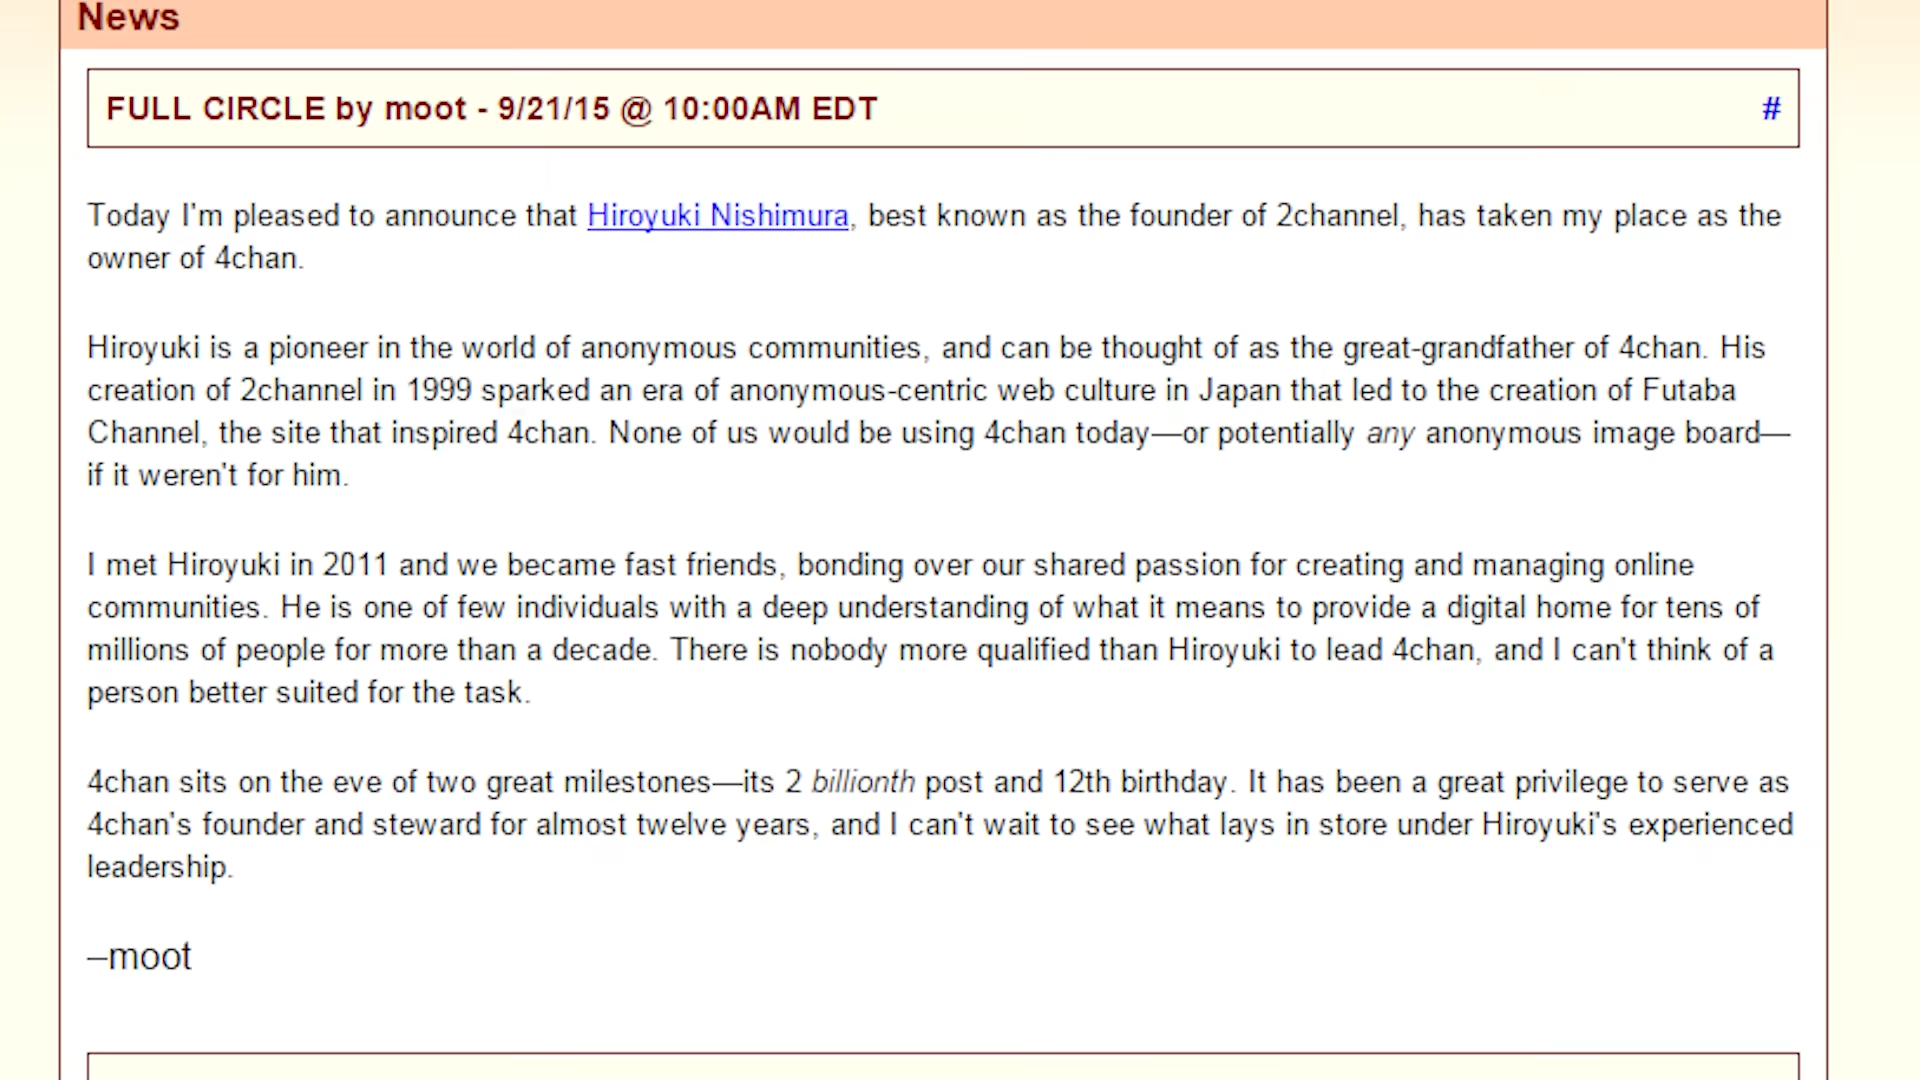 News
FULL CIRCLE by moot - 9/21/15 @ 10:00AM EDT #
Today I'm pleased to announce that Hiroyuki Nishimura, best known as the founder of 2channel, has taken my place as the
owner of 4chan.
Hiroyuki is a pioneer in the world of anonymous communities, and can be thought of as the great-grandfather of 4chan. His
creation of 2channel in 1999 sparked an era of anonymous-centric web culture in Japan that led to the creation of Futaba
Channel, the site that inspired 4chan. None of us would be using 4chan today—or potentially any anonymous image board—
if it weren't for him.
I met Hiroyuki in 2011 and we became fast friends, bonding over our shared passion for creating and managing online
communities. He is one of few individuals with a deep understanding of what it means to provide a digital home for tens of
millions of people for more than a decade. There is nobody more qualified than Hiroyuki to lead 4chan, and I can't think of a
person better suited for the task.
4chan sits on the eve of two great milestones—its 2 billionth post and 12th birthday. It has been a great privilege to serve as
4chan's founder and steward for almost twelve years, and I can't wait to see what lays in store under Hiroyuki's experienced
leadership.
–moot